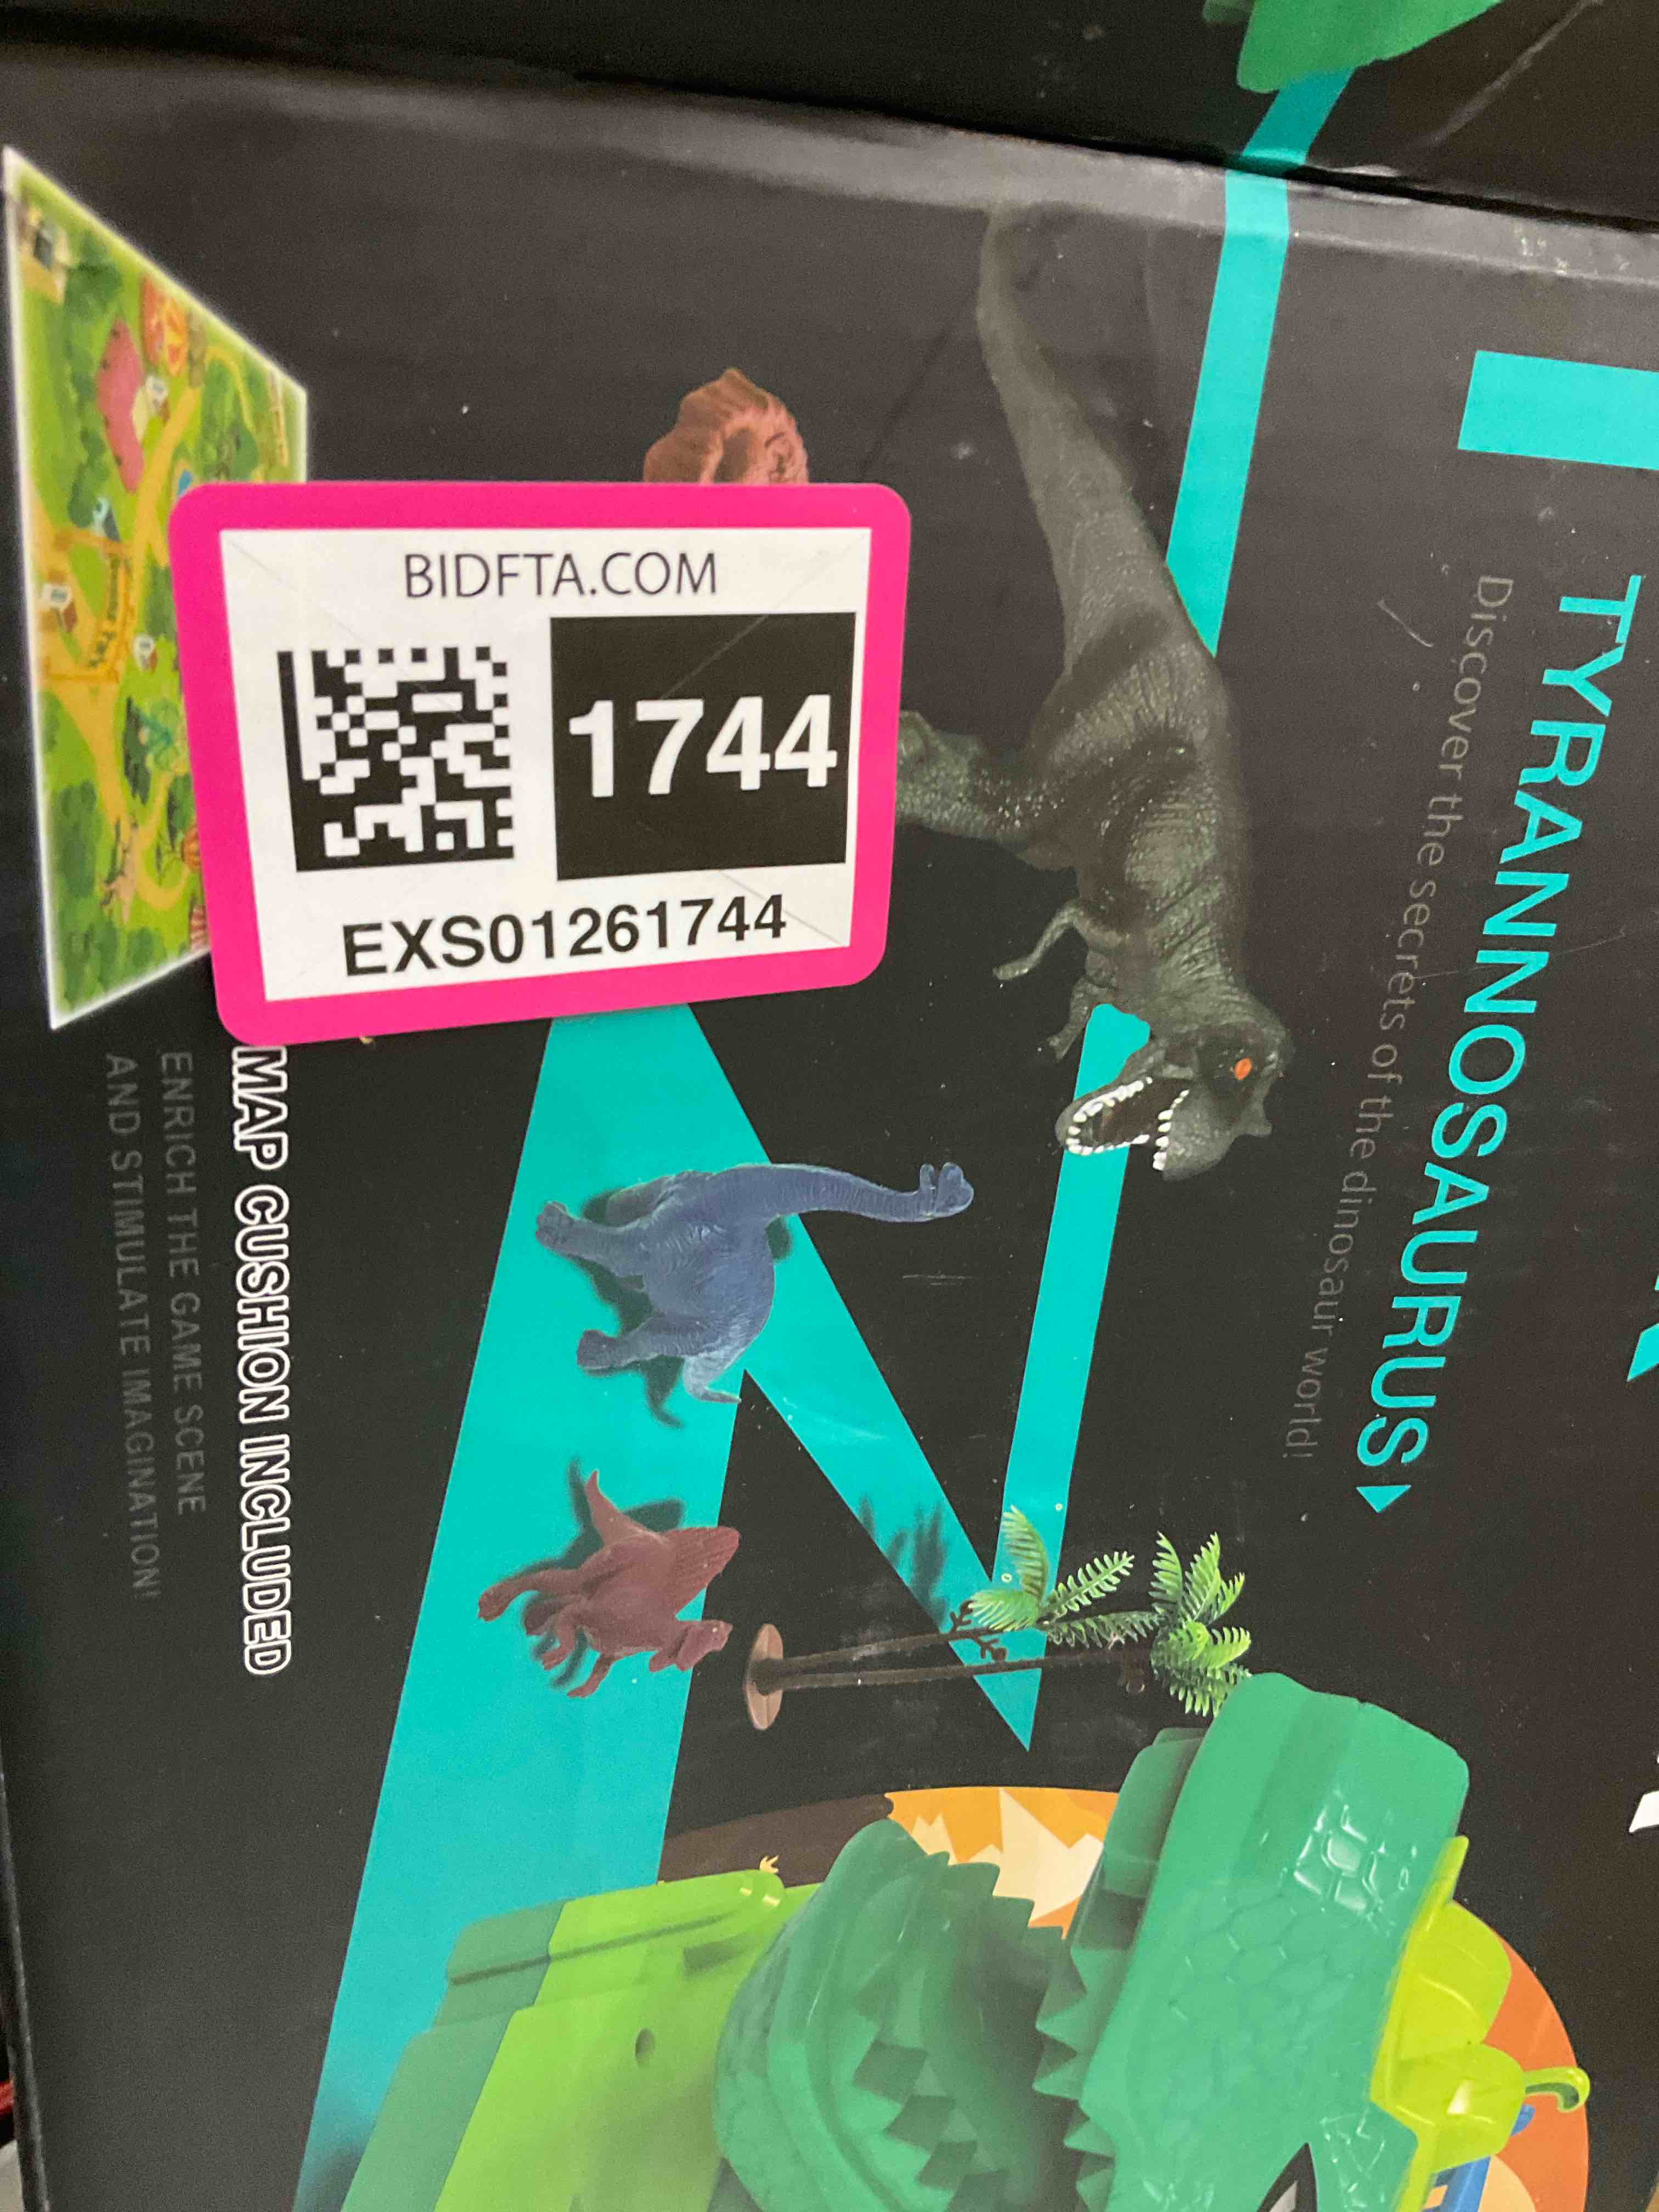 BIDFTA.COM
1744
EXS01261744
TYRANNOSAURUS
Discover the secrets of the dinosaur world!
MAP CUSHION INCLUDED
ENRICH THE GAME SCENE
AND STIMULATE IMAGINATION!